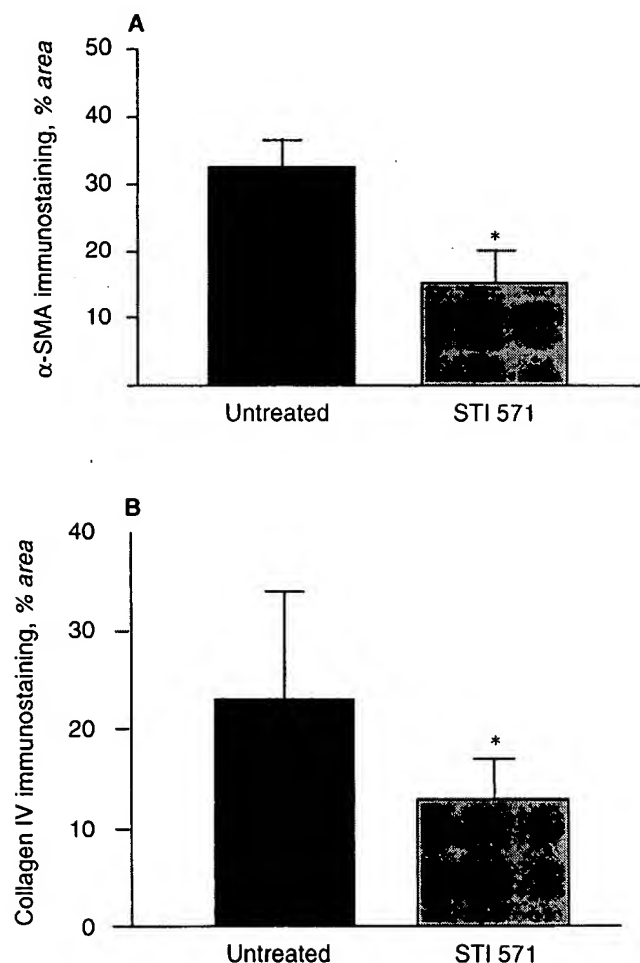 A
α-SMA immunostaining, % area
50
40
30
20
10
*
Untreated STI 571
B
Collagen IV immunostaining, % area
40
30
20
10
0
*
Untreated STI 571